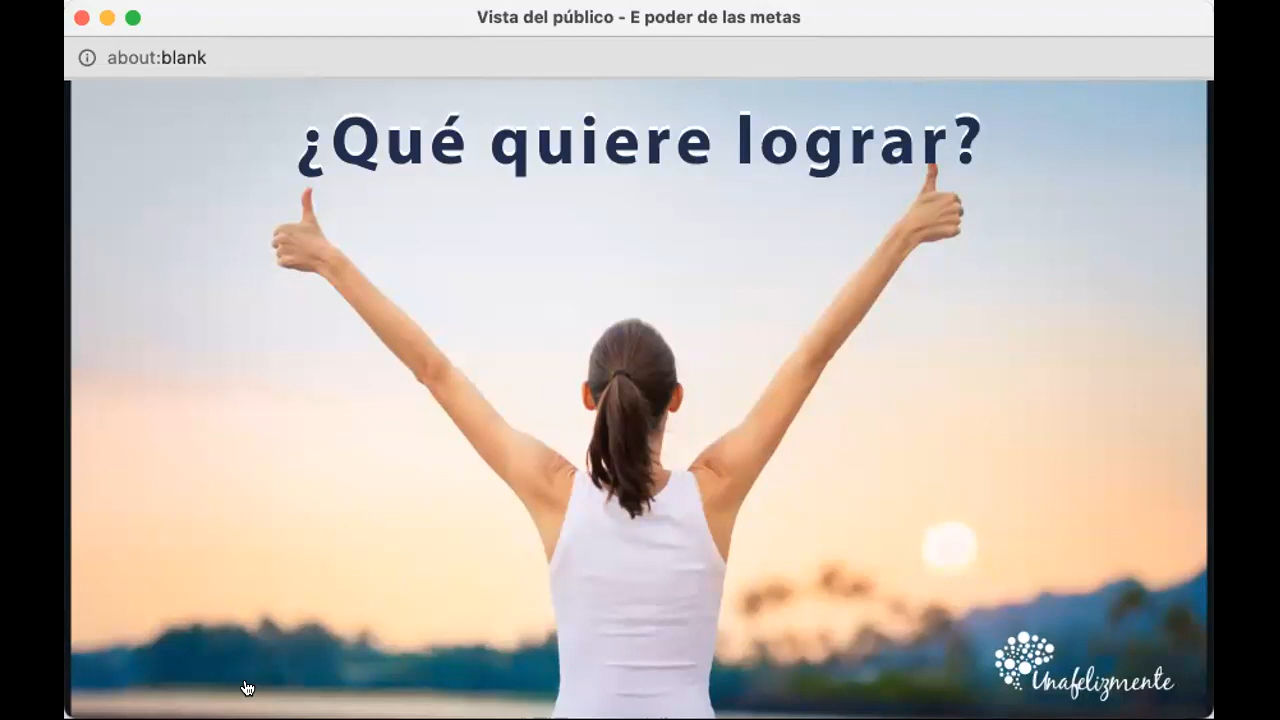 Vista del público - E poder de las metas
about:blank
¿Qué quiere lograr?
Unafelizmente